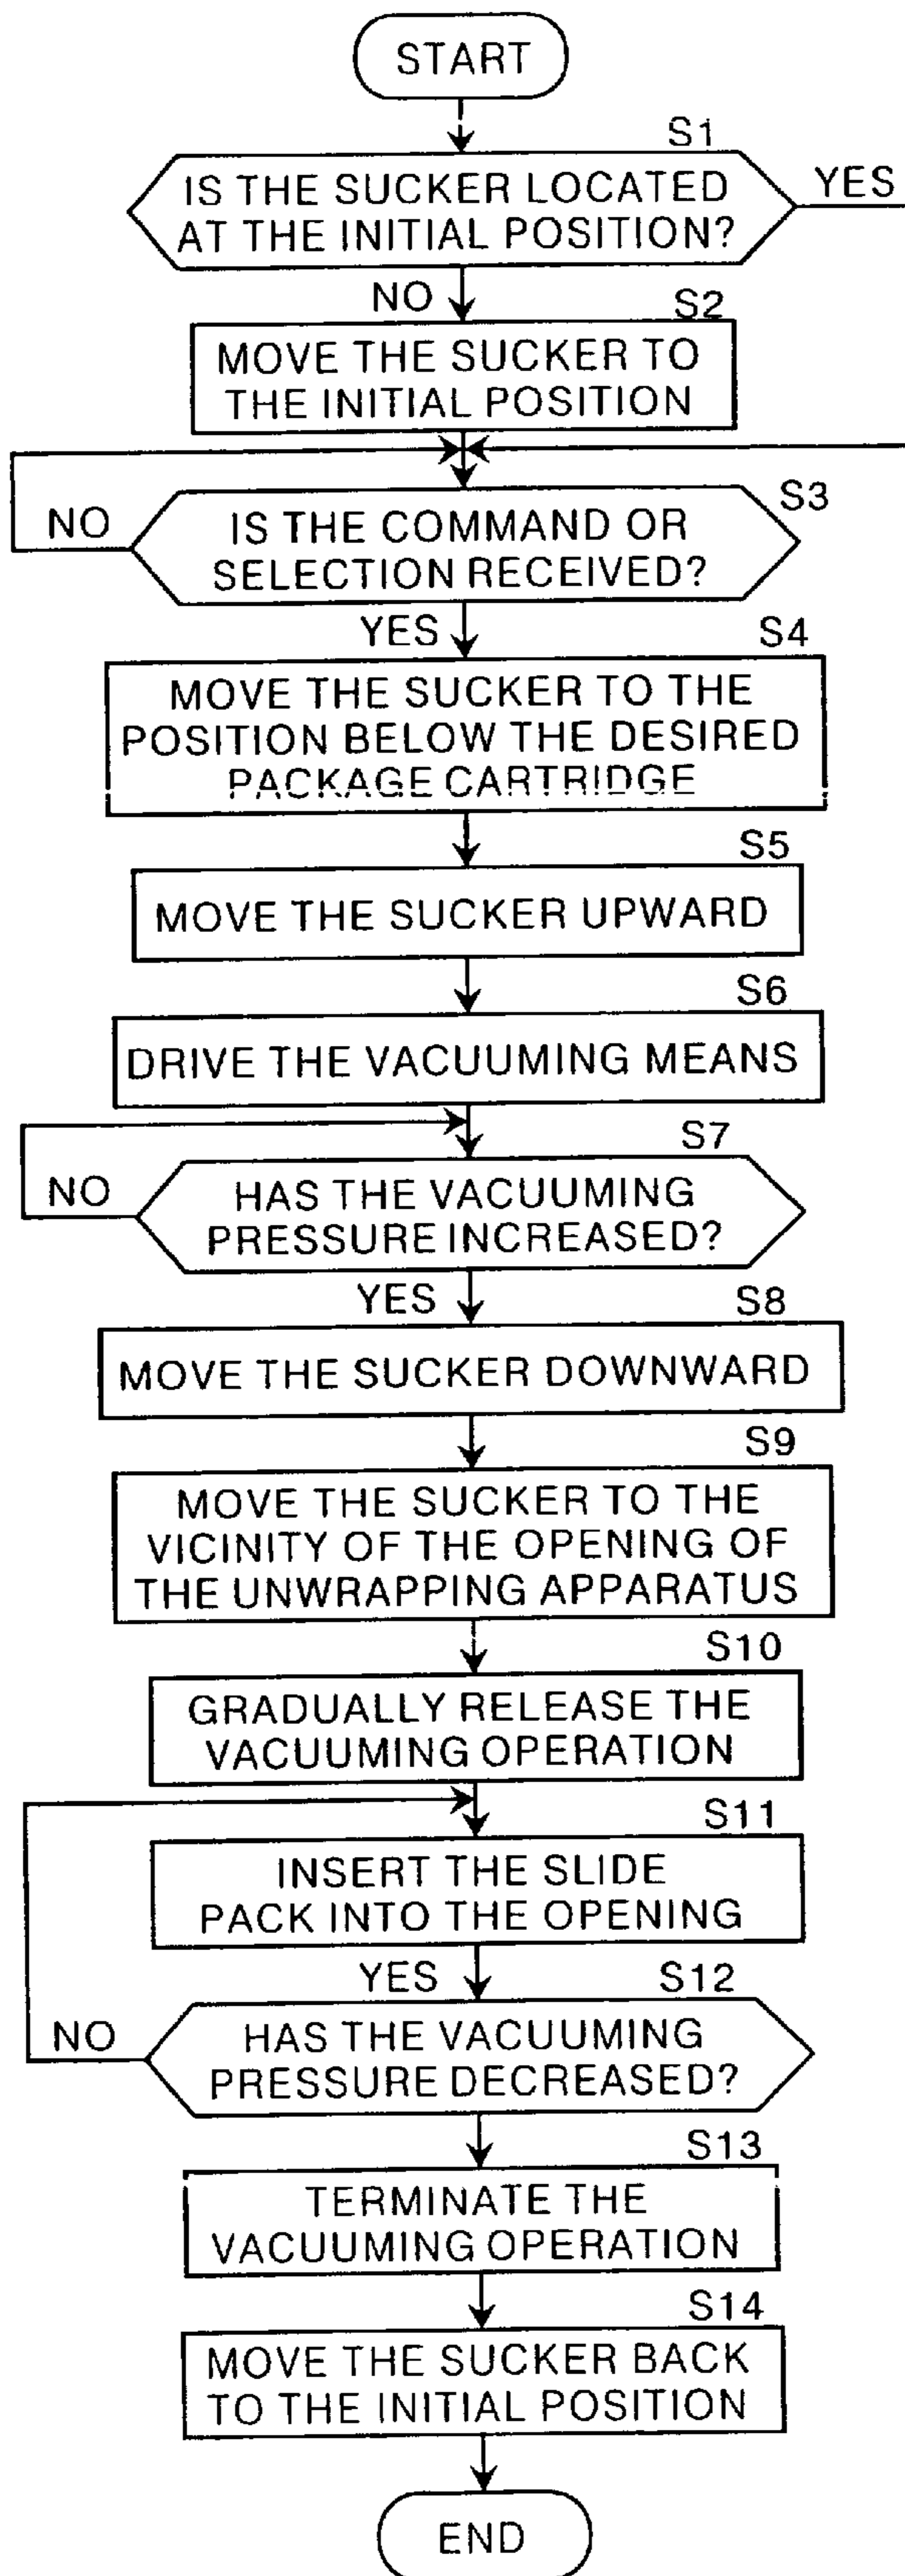 START
S1
IS THE SUCKER LOCATED
AT THE INITIAL POSITION?
YES
NO
S2
MOVE THE SUCKER TO
THE INITIAL POSITION
S3
NO
IS THE COMMAND OR
SELECTION RECEIVED?
YES
S4
MOVE THE SUCKER TO THE
POSITION BELOW THE DESIRED
PACKAGE CARTRIDGE
S5
MOVE THE SUCKER UPWARD
S6
DRIVE THE VACUUMING MEANS
S7
NO
HAS THE VACUUMING
PRESSURE INCREASED?
YES
S8
MOVE THE SUCKER DOWNWARD
S9
MOVE THE SUCKER TO THE
VICINITY OF THE OPENING OF
THE UNWRAPPING APPARATUS
S10
GRADUALLY RELEASE THE
VACUUMING OPERATION
S11
INSERT THE SLIDE
PACK INTO THE OPENING
YES
S12
NO
HAS THE VACUUMING
PRESSURE DECREASED?
S13
TERMINATE THE
VACUUMING OPERATION
S14
MOVE THE SUCKER BACK
TO THE INITIAL POSITION
END